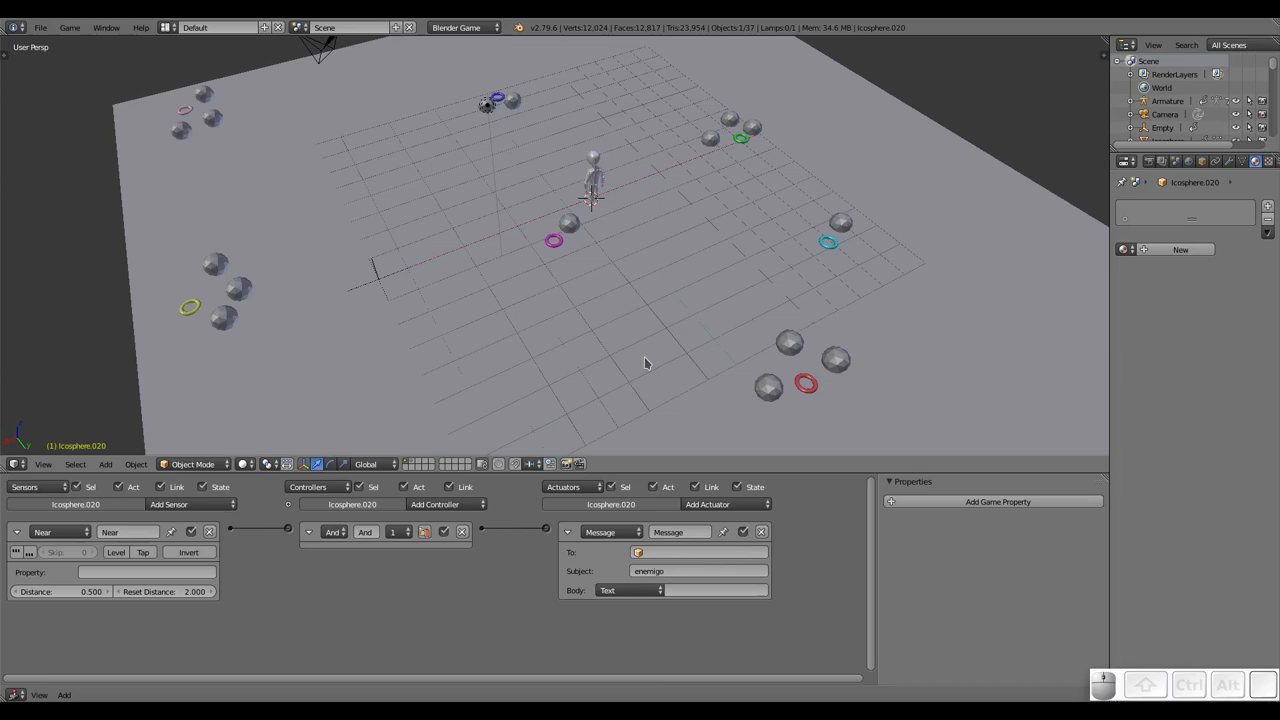 File Game Window Help Default Scene Blender Game v2.79.6 | Verts:12,024 | Faces:12,817 | Tris:23,954 | Objects:1/37 | Lamps:0/1 | Mem: 34.6 MB | Icosphere.020
View Search All Scenes
User Persp
Scene
RenderLayers
World
Armature
Camera
Empty
Icosphere.020
New
(1) Icosphere.020
View Select Add Object Object Mode Global
Sensors Sel Act Link State Controllers Sel Act Link Actuators Sel Act Link State
Properties
Icosphere.020 Add Sensor Icosphere.020 Add Controller Icosphere.020 Add Actuator
Add Game Property
Near Near And And 1 Message Message
Skip: 0 Level Tap Invert To:
Property: Subject: enemigo
Distance: 0.500 Reset Distance: 2.000 Body: Text
View Add
Ctrl Alt